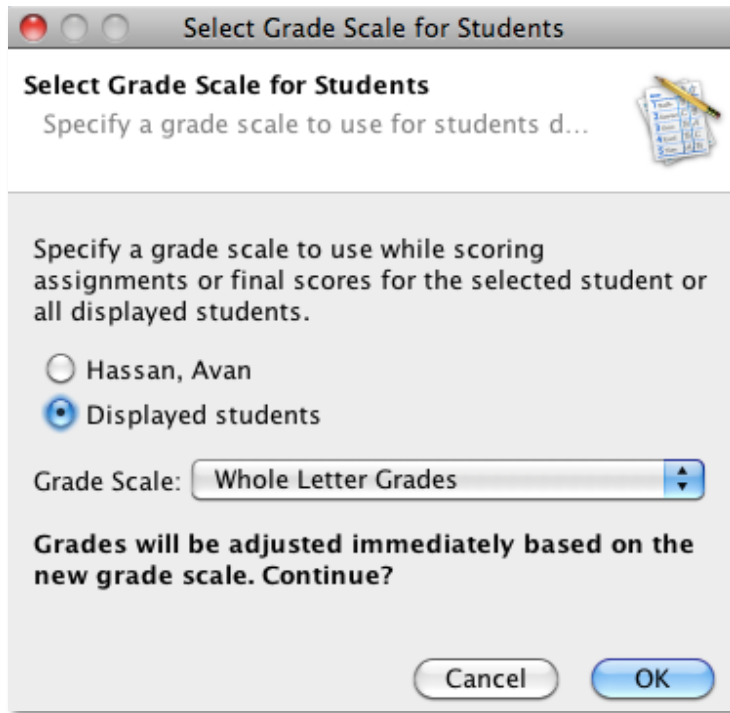 Select Grade Scale for Students
Select Grade Scale for Students
Specify a grade scale to use for students d...
Specify a grade scale to use while scoring
assignments or final scores for the selected student or
all displayed students.
Hassan, Avan
Displayed students
Grade Scale: Whole Letter Grades
Grades will be adjusted immediately based on the
new grade scale. Continue?
Cancel OK